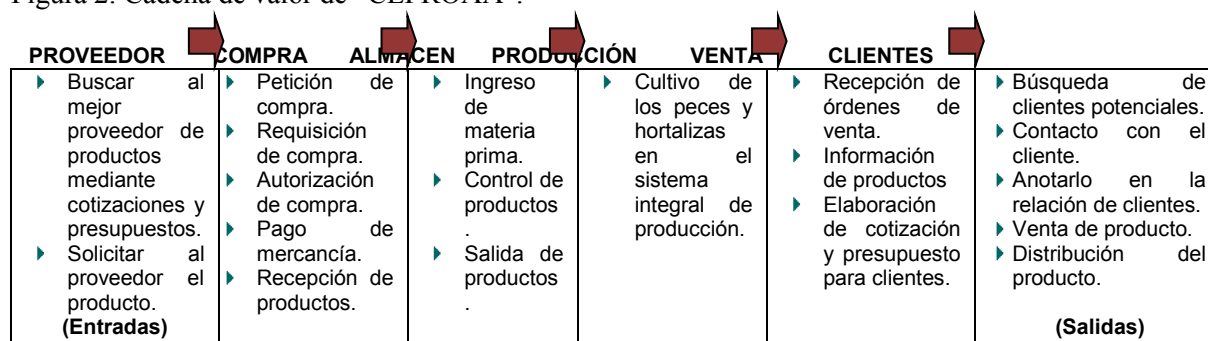 Figura 2. Cadena de valor de "CEPROAA".
PROVEEDOR COMPRA ALMACEN PRODUCCIÓN VENTA CLIENTES
Buscar al
mejor
proveedor de
productos
mediante
cotizaciones y
presupuestos.
Solicitar al
proveedor el
producto.
(Entradas)
Petición de
compra.
Requisición
de compra.
Autorización
de compra.
Pago de
mercancía.
Recepción de
productos.
Ingreso
de
materia
prima.
Control de
productos
.
Salida de
productos
.
Cultivo de
los peces y
hortalizas
en el
sistema
integral de
producción.
Recepción de
órdenes de
venta.
Información
de productos
Elaboración
de cotización
y presupuesto
para clientes.
Búsqueda de
clientes potenciales.
Contacto con el
cliente.
Anotarlo en la
relación de clientes.
Venta de producto.
Distribución del
producto.
(Salidas)